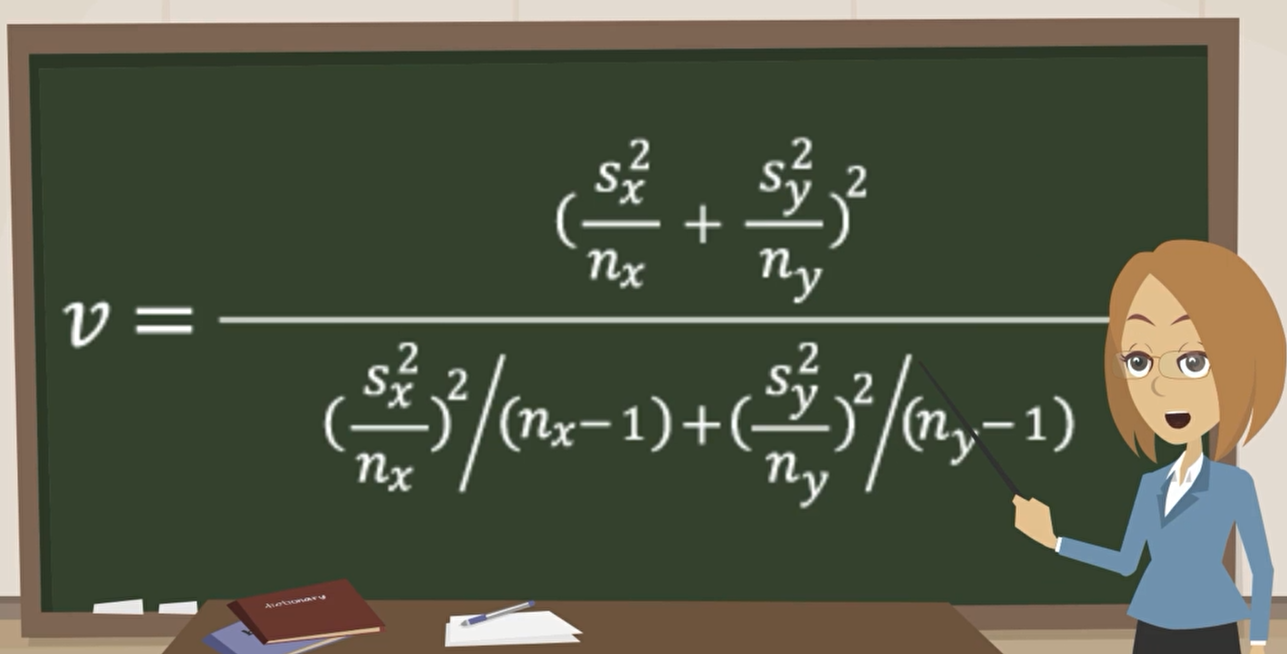 v = ((s_x^2/n_x) + (s_y^2/n_y))^2 / ((s_x^2/n_x)^2/(n_x − 1) + (s_y^2/n_y)^2/(n_y − 1))
dictionary